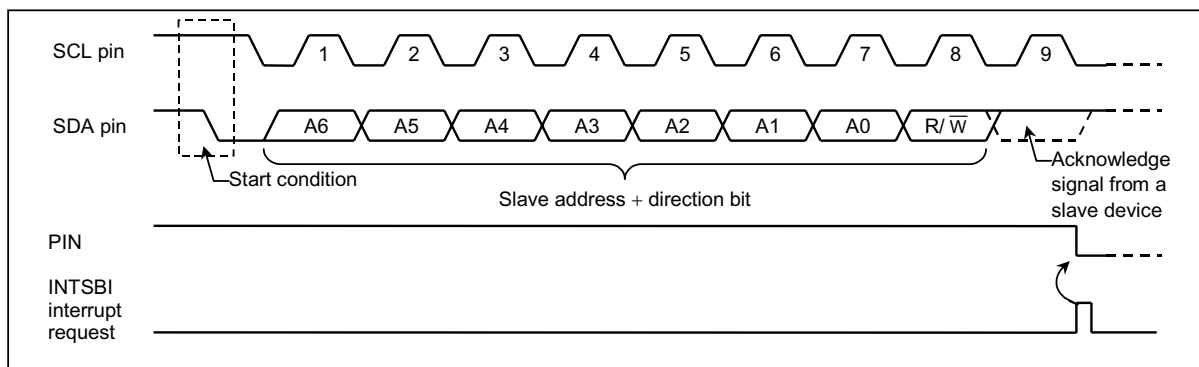 SCL pin
1 2 3 4 5 6 7 8 9
SDA pin
A6 A5 A4 A3 A2 A1 A0 R/ W̅
Start condition
Slave address + direction bit
Acknowledge
signal from a
slave device
PIN
INTSBI
interrupt
request